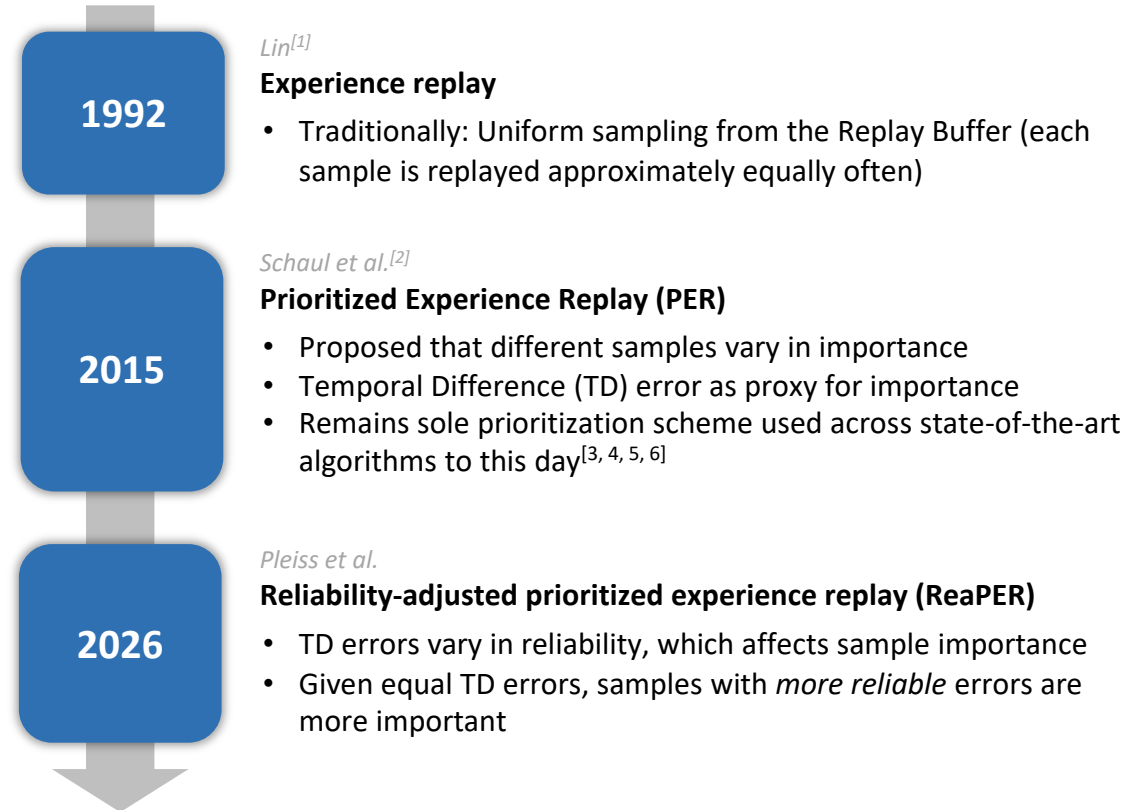 1992
Lin[1]
Experience replay
• Traditionally: Uniform sampling from the Replay Buffer (each
sample is replayed approximately equally often)
2015
Schaul et al.[2]
Prioritized Experience Replay (PER)
• Proposed that different samples vary in importance
• Temporal Difference (TD) error as proxy for importance
• Remains sole prioritization scheme used across state-of-the-art
algorithms to this day[3, 4, 5, 6]
2026
Pleiss et al.
Reliability-adjusted prioritized experience replay (ReaPER)
• TD errors vary in reliability, which affects sample importance
• Given equal TD errors, samples with more reliable errors are
more important